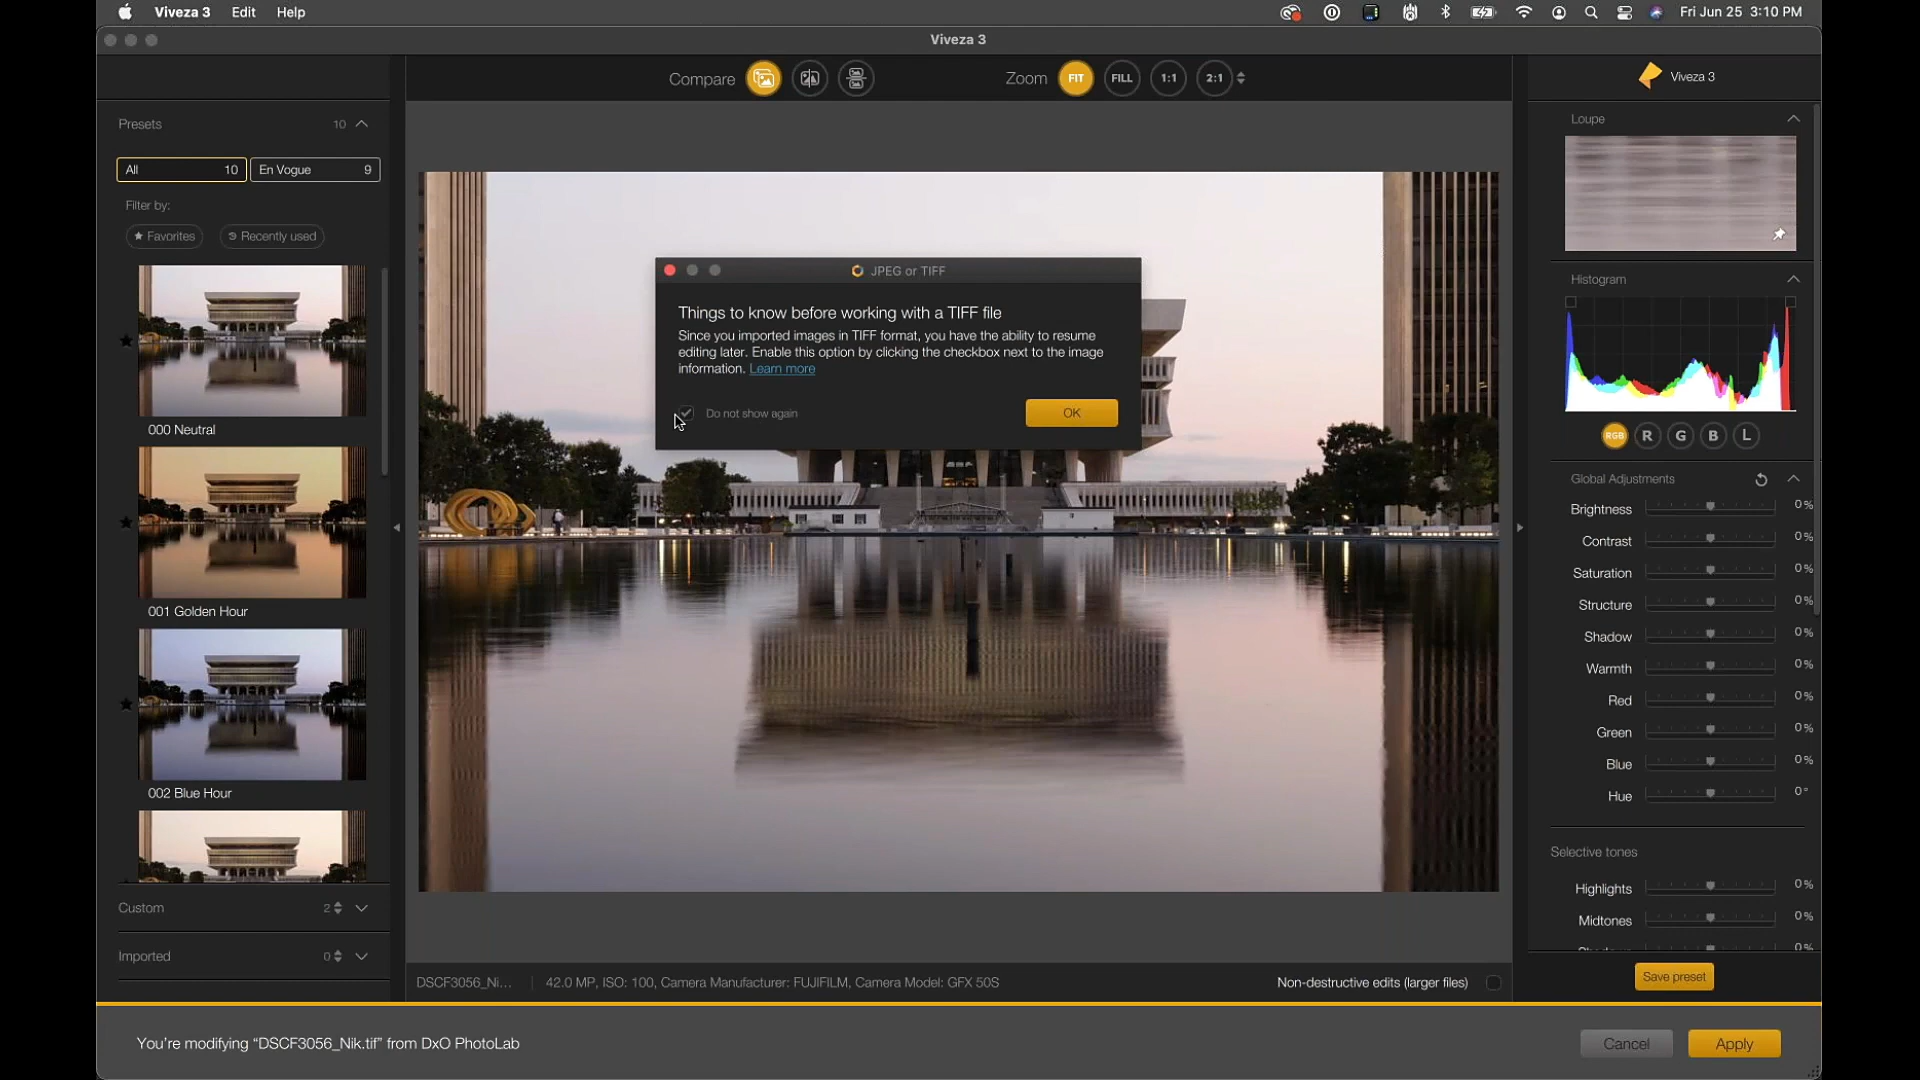 Viveza 3 Edit Help
Fri Jun 25 3:10 PM
Viveza 3
Compare
Zoom FIT FILL 1:1 2:1
Viveza 3
Presets 10
All 10 En Vogue 9
Filter by:
Favorites Recently used
000 Neutral
001 Golden Hour
002 Blue Hour
Custom 2
Imported 0
JPEG or TIFF
Things to know before working with a TIFF file
Since you imported images in TIFF format, you have the ability to resume
editing later. Enable this option by clicking the checkbox next to the image
information. Learn more
Do not show again OK
Loupe
Histogram
RGB R G B L
Global Adjustments
Brightness 0%
Contrast 0%
Saturation 0%
Structure 0%
Shadow 0%
Warmth 0%
Red 0%
Green 0%
Blue 0%
Hue 0°
Selective tones
Highlights 0%
Midtones 0%
DSCF3056_Ni... 42.0 MP, ISO: 100, Camera Manufacturer: FUJIFILM, Camera Model: GFX 50S
Non-destructive edits (larger files)
Save preset
You're modifying “DSCF3056_Nik.tif” from DxO PhotoLab
Cancel Apply